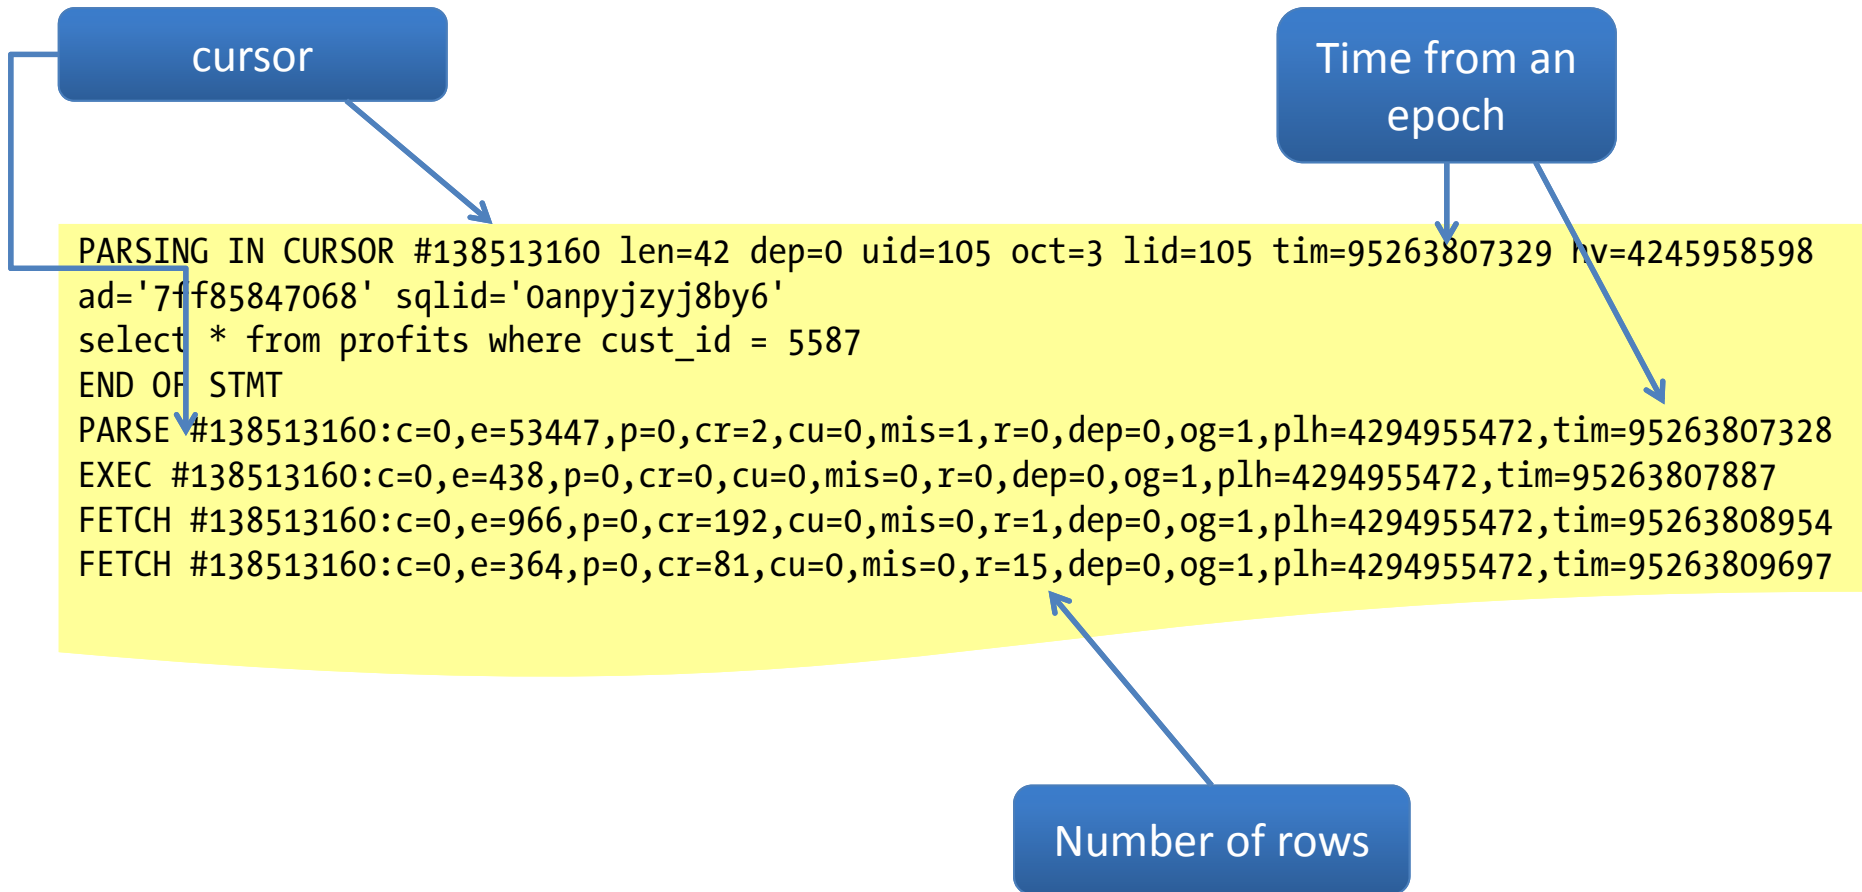 cursor
Time from an
epoch
PARSING IN CURSOR #138513160 len=42 dep=0 uid=105 oct=3 lid=105 tim=95263807329 hv=4245958598
ad='7ff85847068' sqlid='0anpyjzyj8by6'
select * from profits where cust_id = 5587
END OF STMT
PARSE #138513160:c=0,e=53447,p=0,cr=2,cu=0,mis=1,r=0,dep=0,og=1,plh=4294955472,tim=95263807328
EXEC #138513160:c=0,e=438,p=0,cr=0,cu=0,mis=0,r=0,dep=0,og=1,plh=4294955472,tim=95263807887
FETCH #138513160:c=0,e=966,p=0,cr=192,cu=0,mis=0,r=1,dep=0,og=1,plh=4294955472,tim=95263808954
FETCH #138513160:c=0,e=364,p=0,cr=81,cu=0,mis=0,r=15,dep=0,og=1,plh=4294955472,tim=95263809697
Number of rows